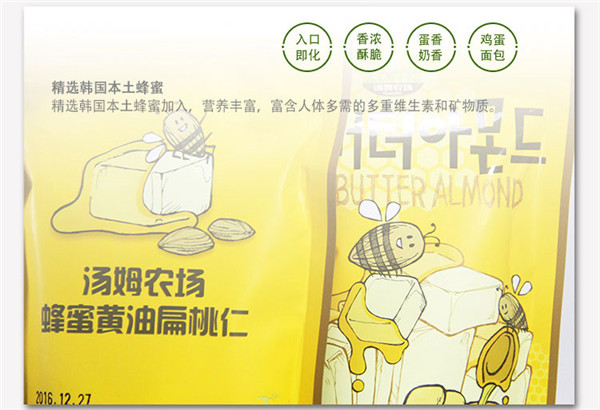 入口
即化
香浓
酥脆
蛋香
奶香
鸡蛋
面包
精选韩国本土蜂蜜
精选韩国本土蜂蜜加入，营养丰富，富含人体多需的多重维生素和矿物质。
아몬드
BUTTER ALMOND
汤姆农场
蜂蜜黄油扁桃仁
2016.12.27